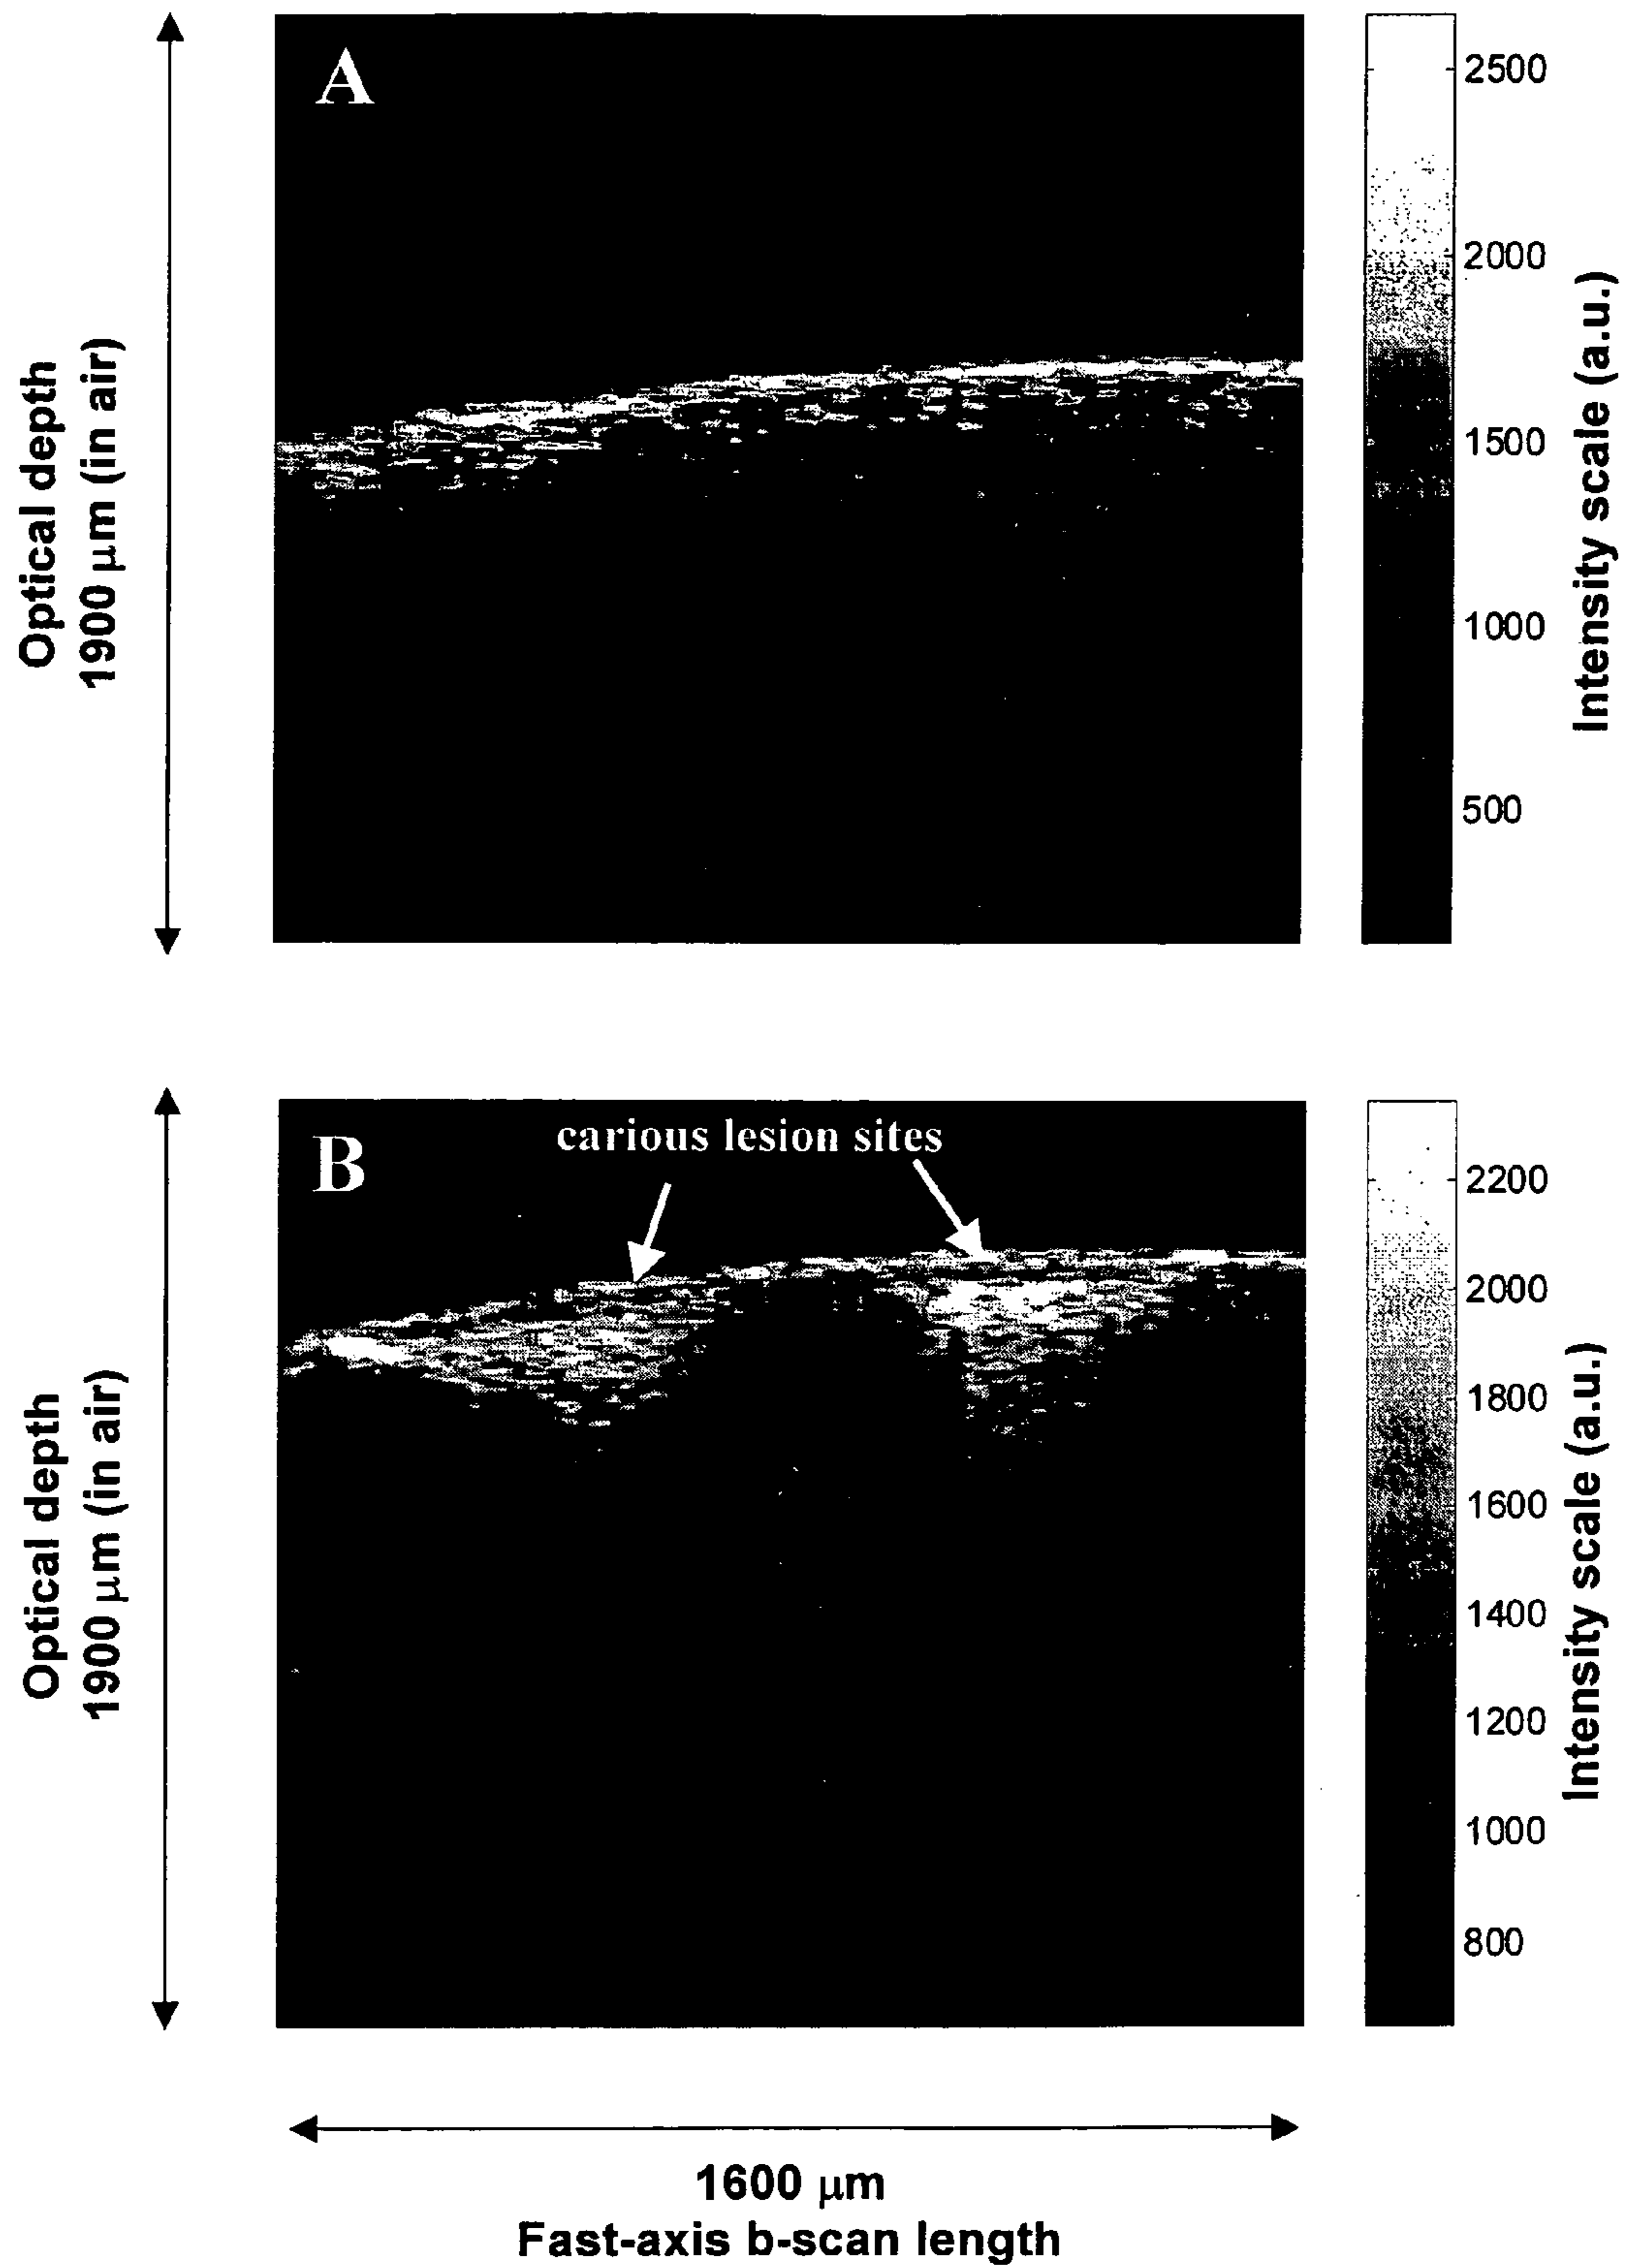 A
2500
2000
1500
1000
500
Intensity scale (a.u.)
Optical depth
1900 μm (in air)
B
carious lesion sites
2200
2000
1800
1600
1400
1200
1000
800
Intensity scale (a.u.)
Optical depth
1900 μm (in air)
1600 μm
Fast-axis b-scan length